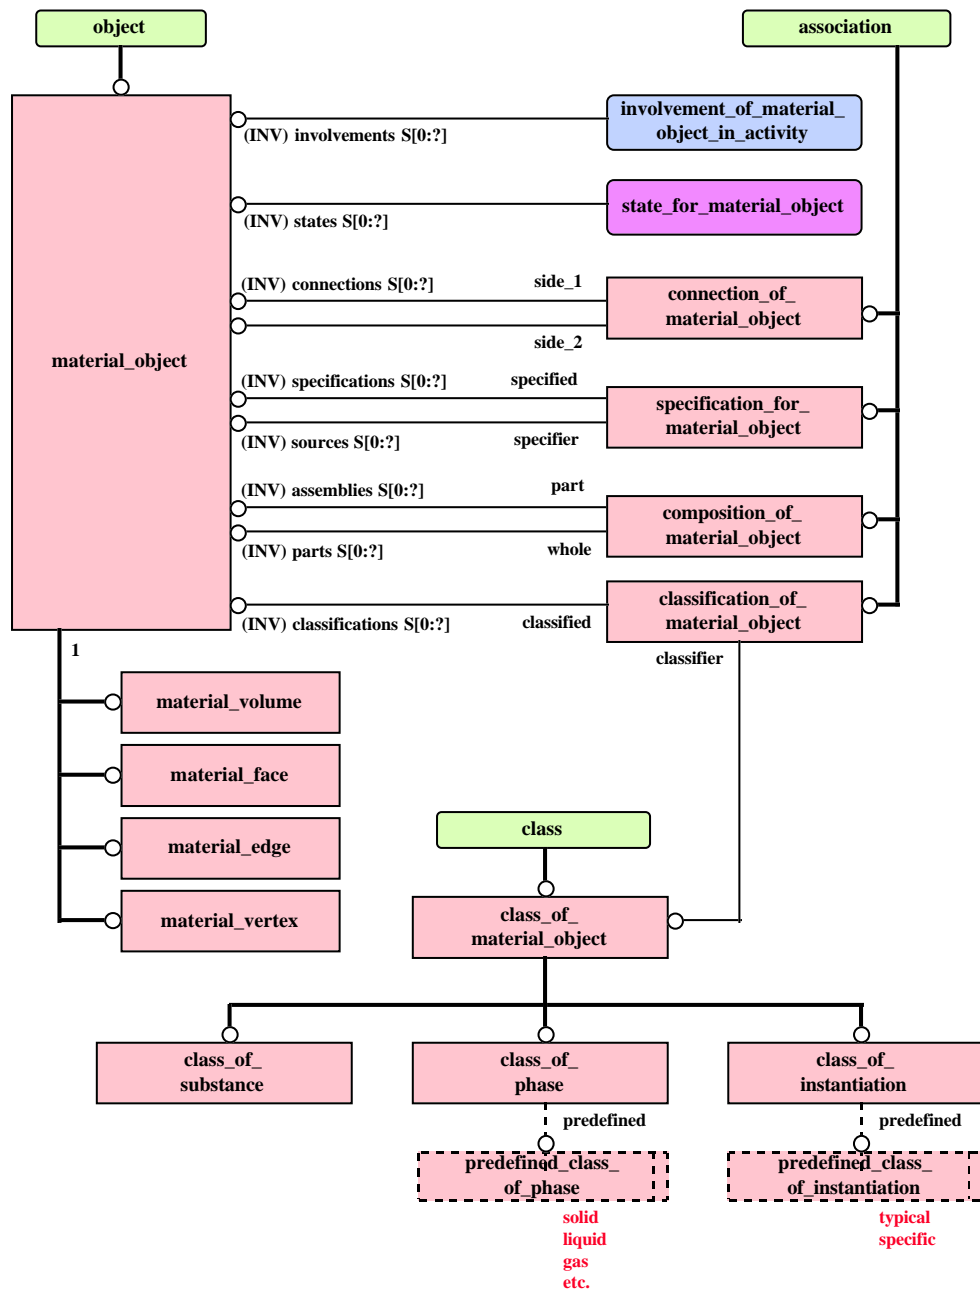 object
association
involvement_of_material_
object_in_activity
(INV) involvements S[0:?]
state_for_material_object
(INV) states S[0:?]
(INV) connections S[0:?]
side_1
connection_of_
material_object
side_2
material_object
(INV) specifications S[0:?]
specified
specification_for_
material_object
(INV) sources S[0:?]
specifier
(INV) assemblies S[0:?]
part
composition_of_
material_object
(INV) parts S[0:?]
whole
classification_of_
material_object
(INV) classifications S[0:?]
classified
1
classifier
material_volume
material_face
material_edge
material_vertex
class
class_of_
material_object
class_of_
substance
class_of_
phase
class_of_
instantiation
predefined
predefined
predefined_class_
of_phase
predefined_class_
of_instantiation
solid
liquid
gas
etc.
typical
specific